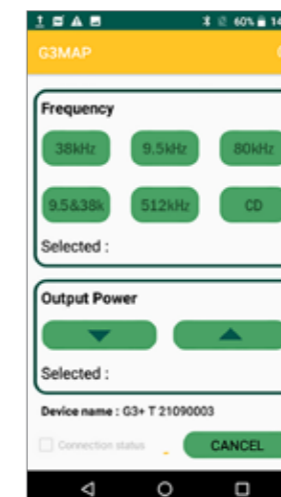 60% 14
G3MAP
Frequency
38kHz 9.5kHz 80kHz
9.5&38k 512kHz CD
Selected :
Output Power
Selected :
Device name : G3+ T 21090003
Connection status CANCEL